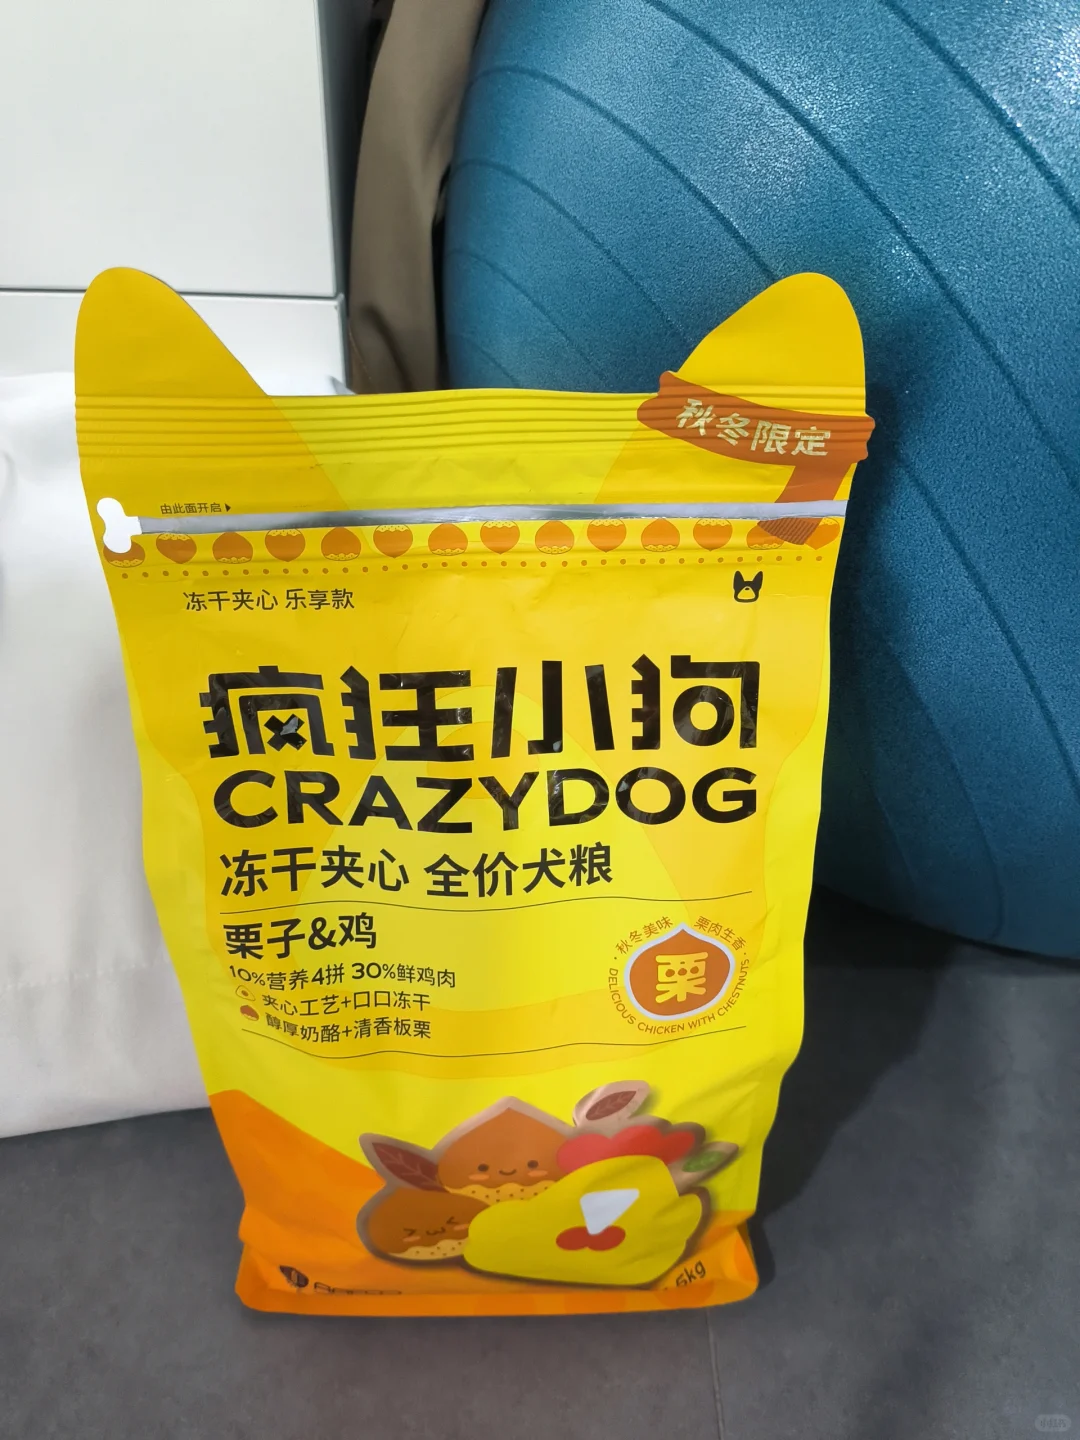 秋冬限定
由此面开启
冻干夹心 乐享款
疯狂小狗
CRAZYDOG
冻干夹心 全价犬粮
栗子&鸡
10%营养4拼 30%鲜鸡肉
夹心工艺+口口冻干
醇厚奶酪+清香板栗
秋冬美味 栗肉生香
栗
DELICIOUS CHICKEN WITH CHESTNUTS